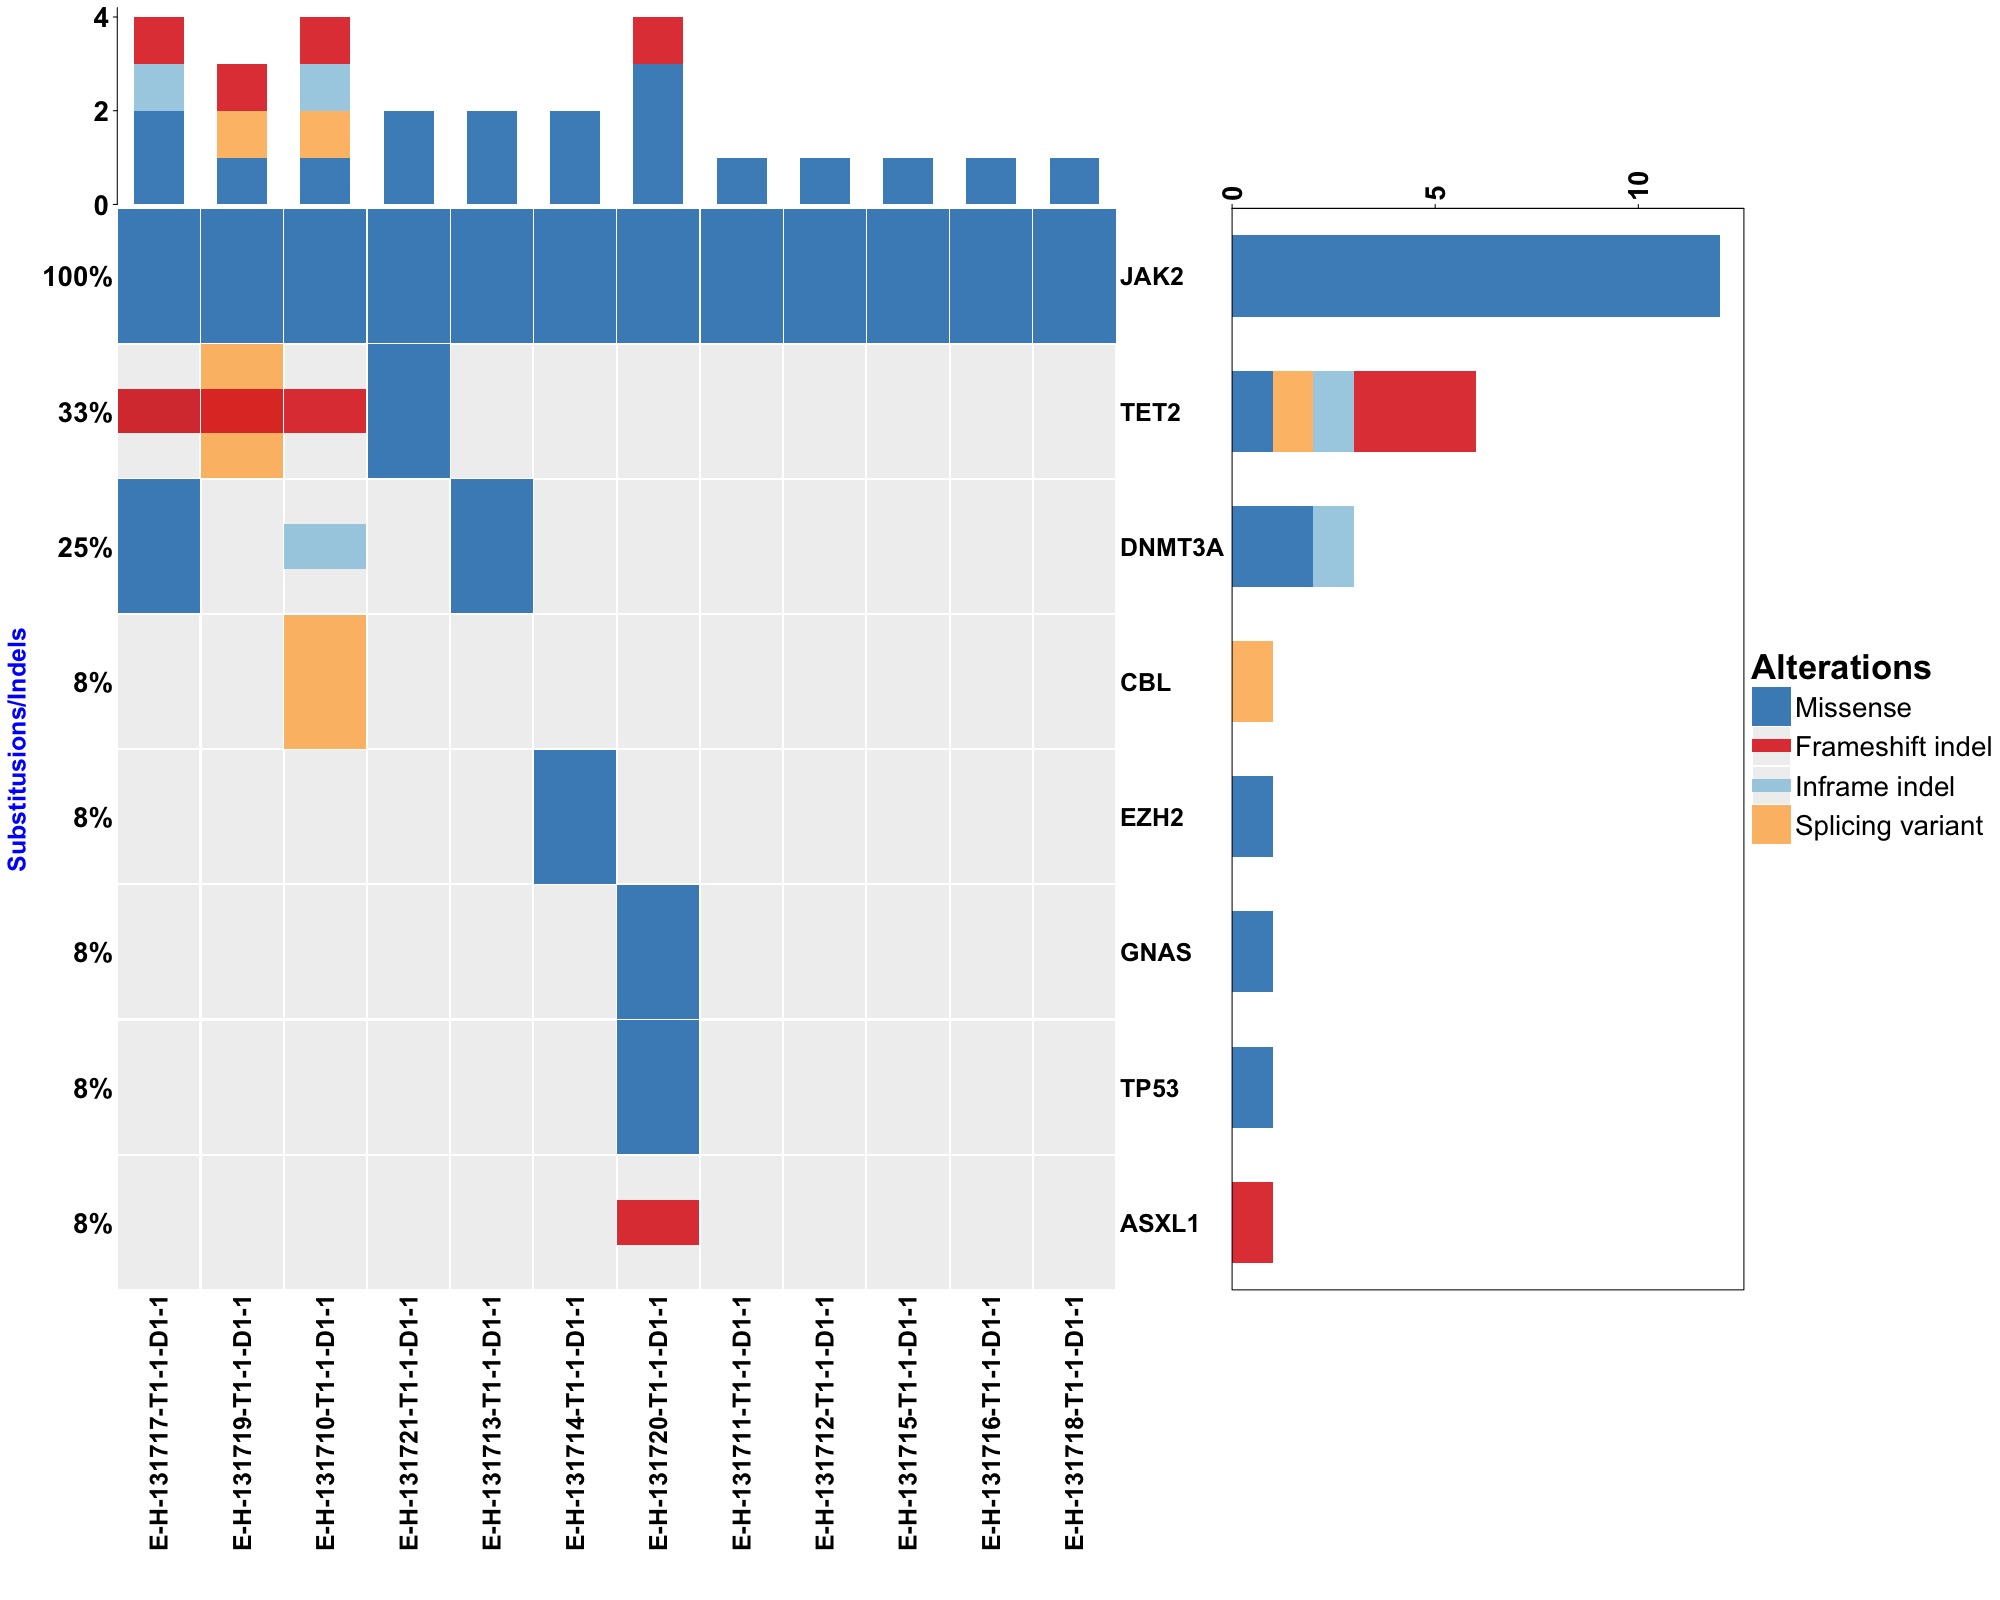 4
2
0
0
5
10
100%
JAK2
33%
TET2
25%
DNMT3A
8%
CBL
8%
EZH2
8%
GNAS
8%
TP53
8%
ASXL1
Substitusions/Indels
Alterations
Missense
Frameshift indel
Inframe indel
Splicing variant
E-H-131717-T1-1-D1-1
E-H-131719-T1-1-D1-1
E-H-131710-T1-1-D1-1
E-H-131721-T1-1-D1-1
E-H-131713-T1-1-D1-1
E-H-131714-T1-1-D1-1
E-H-131720-T1-1-D1-1
E-H-131711-T1-1-D1-1
E-H-131712-T1-1-D1-1
E-H-131715-T1-1-D1-1
E-H-131716-T1-1-D1-1
E-H-131718-T1-1-D1-1